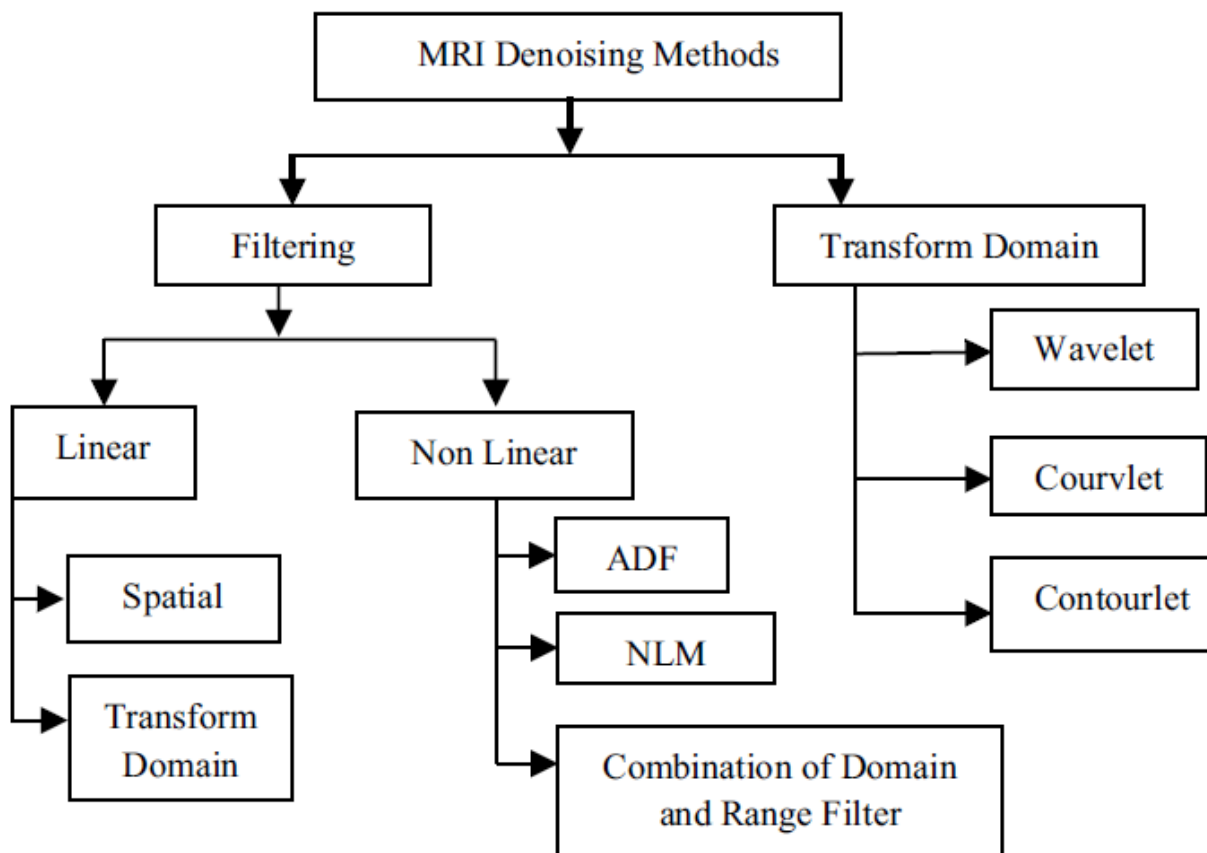 MRI Denoising Methods
Filtering
Transform Domain
Linear
Non Linear
Wavelet
Courvlet
Contourlet
Spatial
Transform
Domain
ADF
NLM
Combination of Domain
and Range Filter